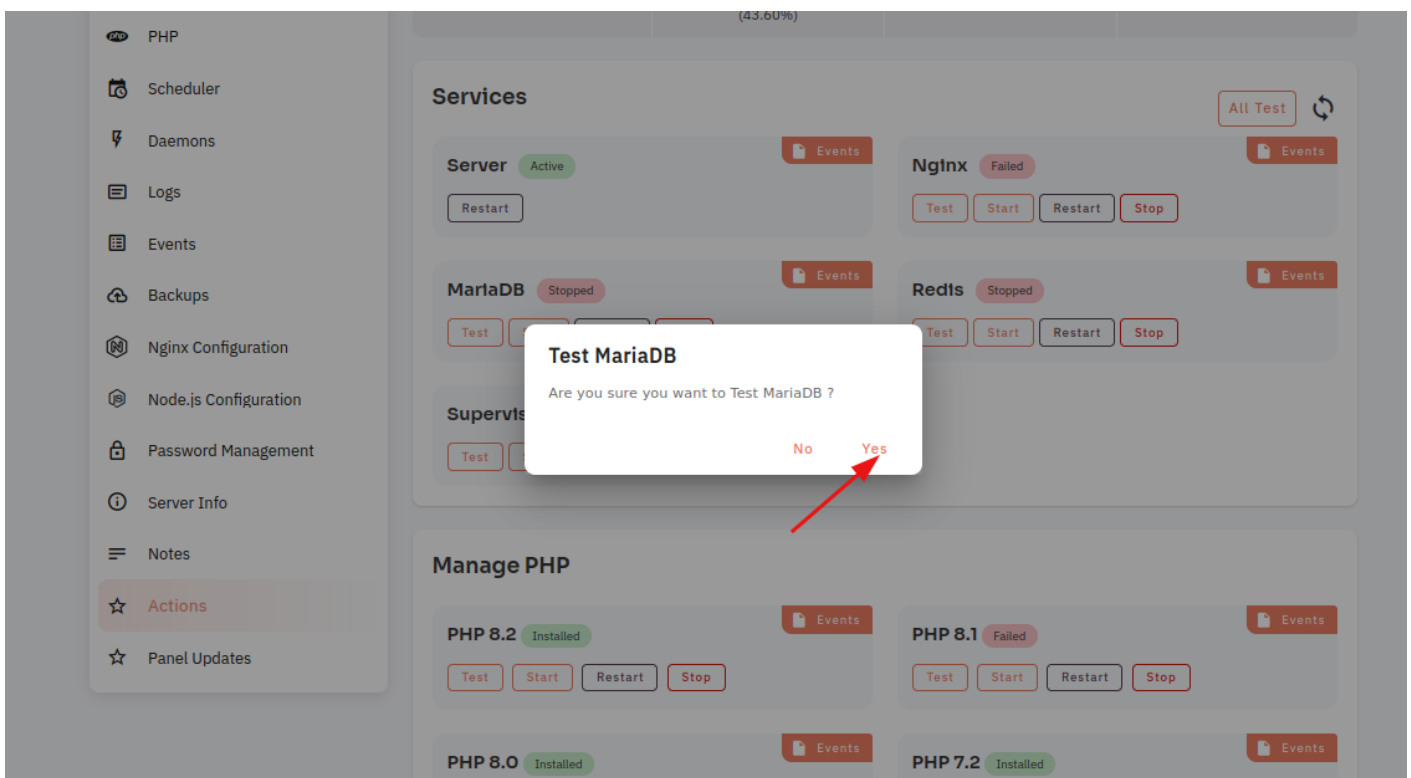 (43.60%)
PHP
Scheduler
Daemons
Logs
Events
Backups
Nginx Configuration
Node.js Configuration
Password Management
Server Info
Notes
Actions
Panel Updates
Services
All Test
Server Active Events
Restart
Nginx Failed Events
Test Start Restart Stop
MariaDB Stopped Events
Test
Redis Stopped Events
Test Start Restart Stop
Test MariaDB
Are you sure you want to Test MariaDB ?
No Yes
Supervis
Test
Manage PHP
PHP 8.2 Installed Events
Test Start Restart Stop
PHP 8.1 Failed Events
Test Start Restart Stop
PHP 8.0 Installed Events
PHP 7.2 Installed Events